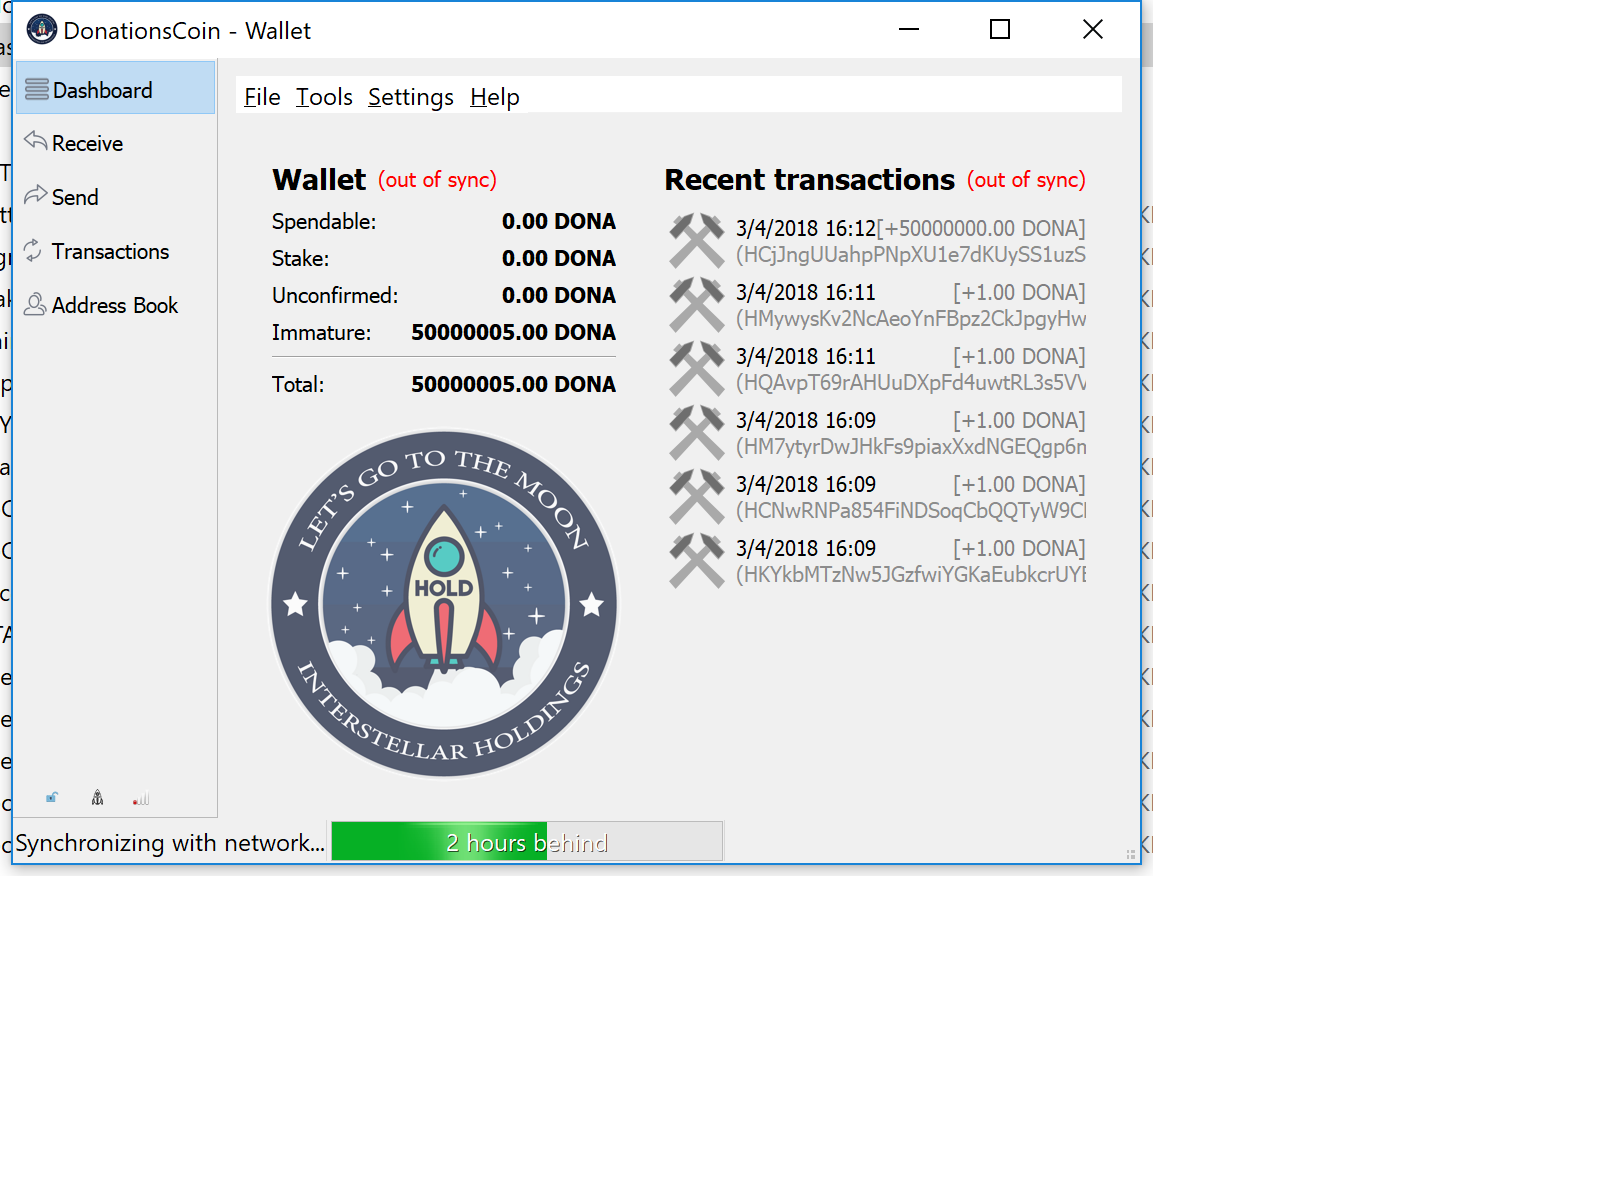 DonationsCoin - Wallet
Dashboard
Receive
Send
Transactions
Address Book
File Tools Settings Help
Wallet (out of sync)
Spendable: 0.00 DONA
Stake: 0.00 DONA
Unconfirmed: 0.00 DONA
Immature: 50000005.00 DONA
Total: 50000005.00 DONA
LET'S GO TO THE MOON
HOLD
INTERSTELLAR HOLDINGS
Recent transactions (out of sync)
3/4/2018 16:12 [+50000000.00 DONA]
(HCjJngUUahpPNpXU1e7dKUySS1uzS
3/4/2018 16:11 [+1.00 DONA]
(HMywysKv2NcAeoYnFBpz2CkJpgyHw
3/4/2018 16:11 [+1.00 DONA]
(HQAvpT69rAHUuDXpFd4uwtRL3s5VV
3/4/2018 16:09 [+1.00 DONA]
(HM7ytyrDwJHkFs9piaxXxdNGEQgp6m
3/4/2018 16:09 [+1.00 DONA]
(HCNwRNPa854FiNDSoqCbQQTyW9Cl
3/4/2018 16:09 [+1.00 DONA]
(HKYkbMTzNw5JGzfwiYGKaEubkcrUYE
Synchronizing with network... 2 hours behind